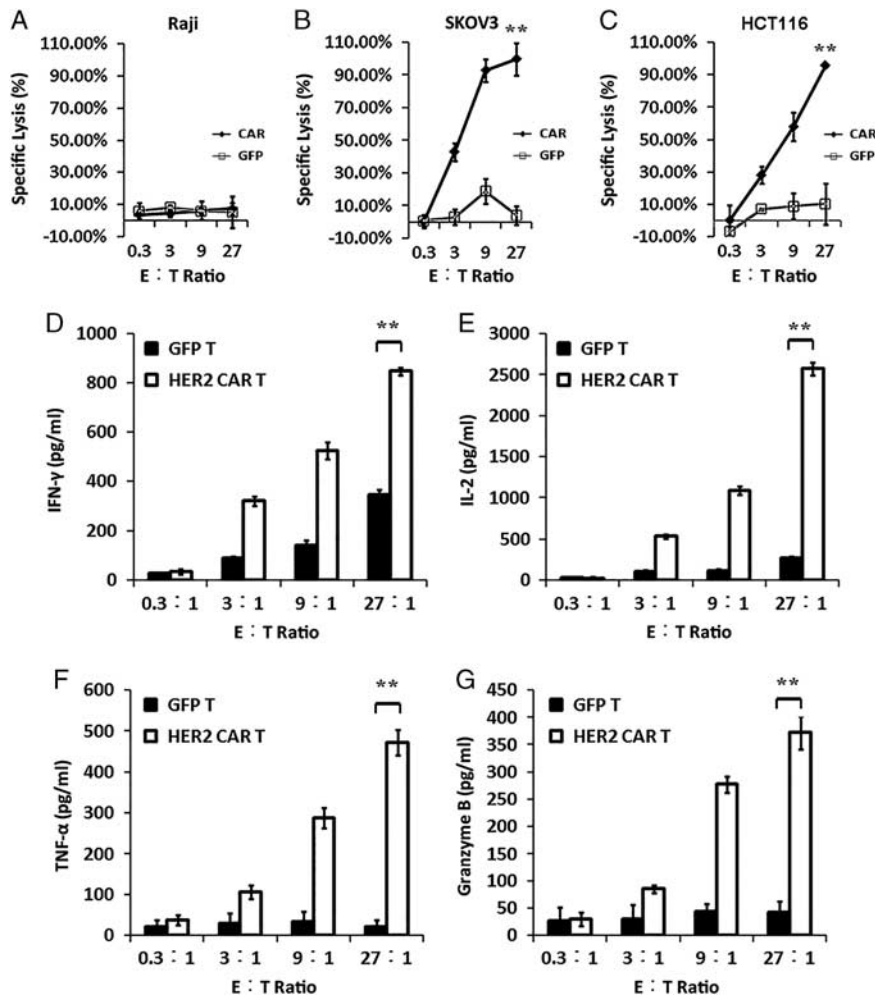 A
Raji
Specific Lysis (%)
110.00%
90.00%
70.00%
50.00%
30.00%
10.00%
-10.00%
CAR
GFP
0.3 3 9 27
E : T Ratio
B
SKOV3
**
Specific Lysis (%)
110.00%
90.00%
70.00%
50.00%
30.00%
10.00%
-10.00%
CAR
GFP
0.3 3 9 27
E : T Ratio
C
HCT116
**
Specific Lysis (%)
110.00%
90.00%
70.00%
50.00%
30.00%
10.00%
-10.00%
CAR
GFP
0.3 3 9 27
E : T Ratio
D
**
GFP T
HER2 CAR T
IFN-γ (pg/ml)
1000
800
600
400
200
0
0.3 : 1 3 : 1 9 : 1 27 : 1
E : T Ratio
E
**
GFP T
HER2 CAR T
IL-2 (pg/ml)
3000
2500
2000
1000
500
0
0.3 : 1 3 : 1 9 : 1 27 : 1
E : T Ratio
F
**
GFP T
HER2 CAR T
TNF-α (pg/ml)
600
500
400
300
200
100
0
0.3 : 1 3 : 1 9 : 1 27 : 1
E : T Ratio
G
**
GFP T
HER2 CAR T
Granzyme B (pg/ml)
450
400
350
300
250
200
150
100
50
0
0.3 : 1 3 : 1 9 : 1 27 : 1
E : T Ratio